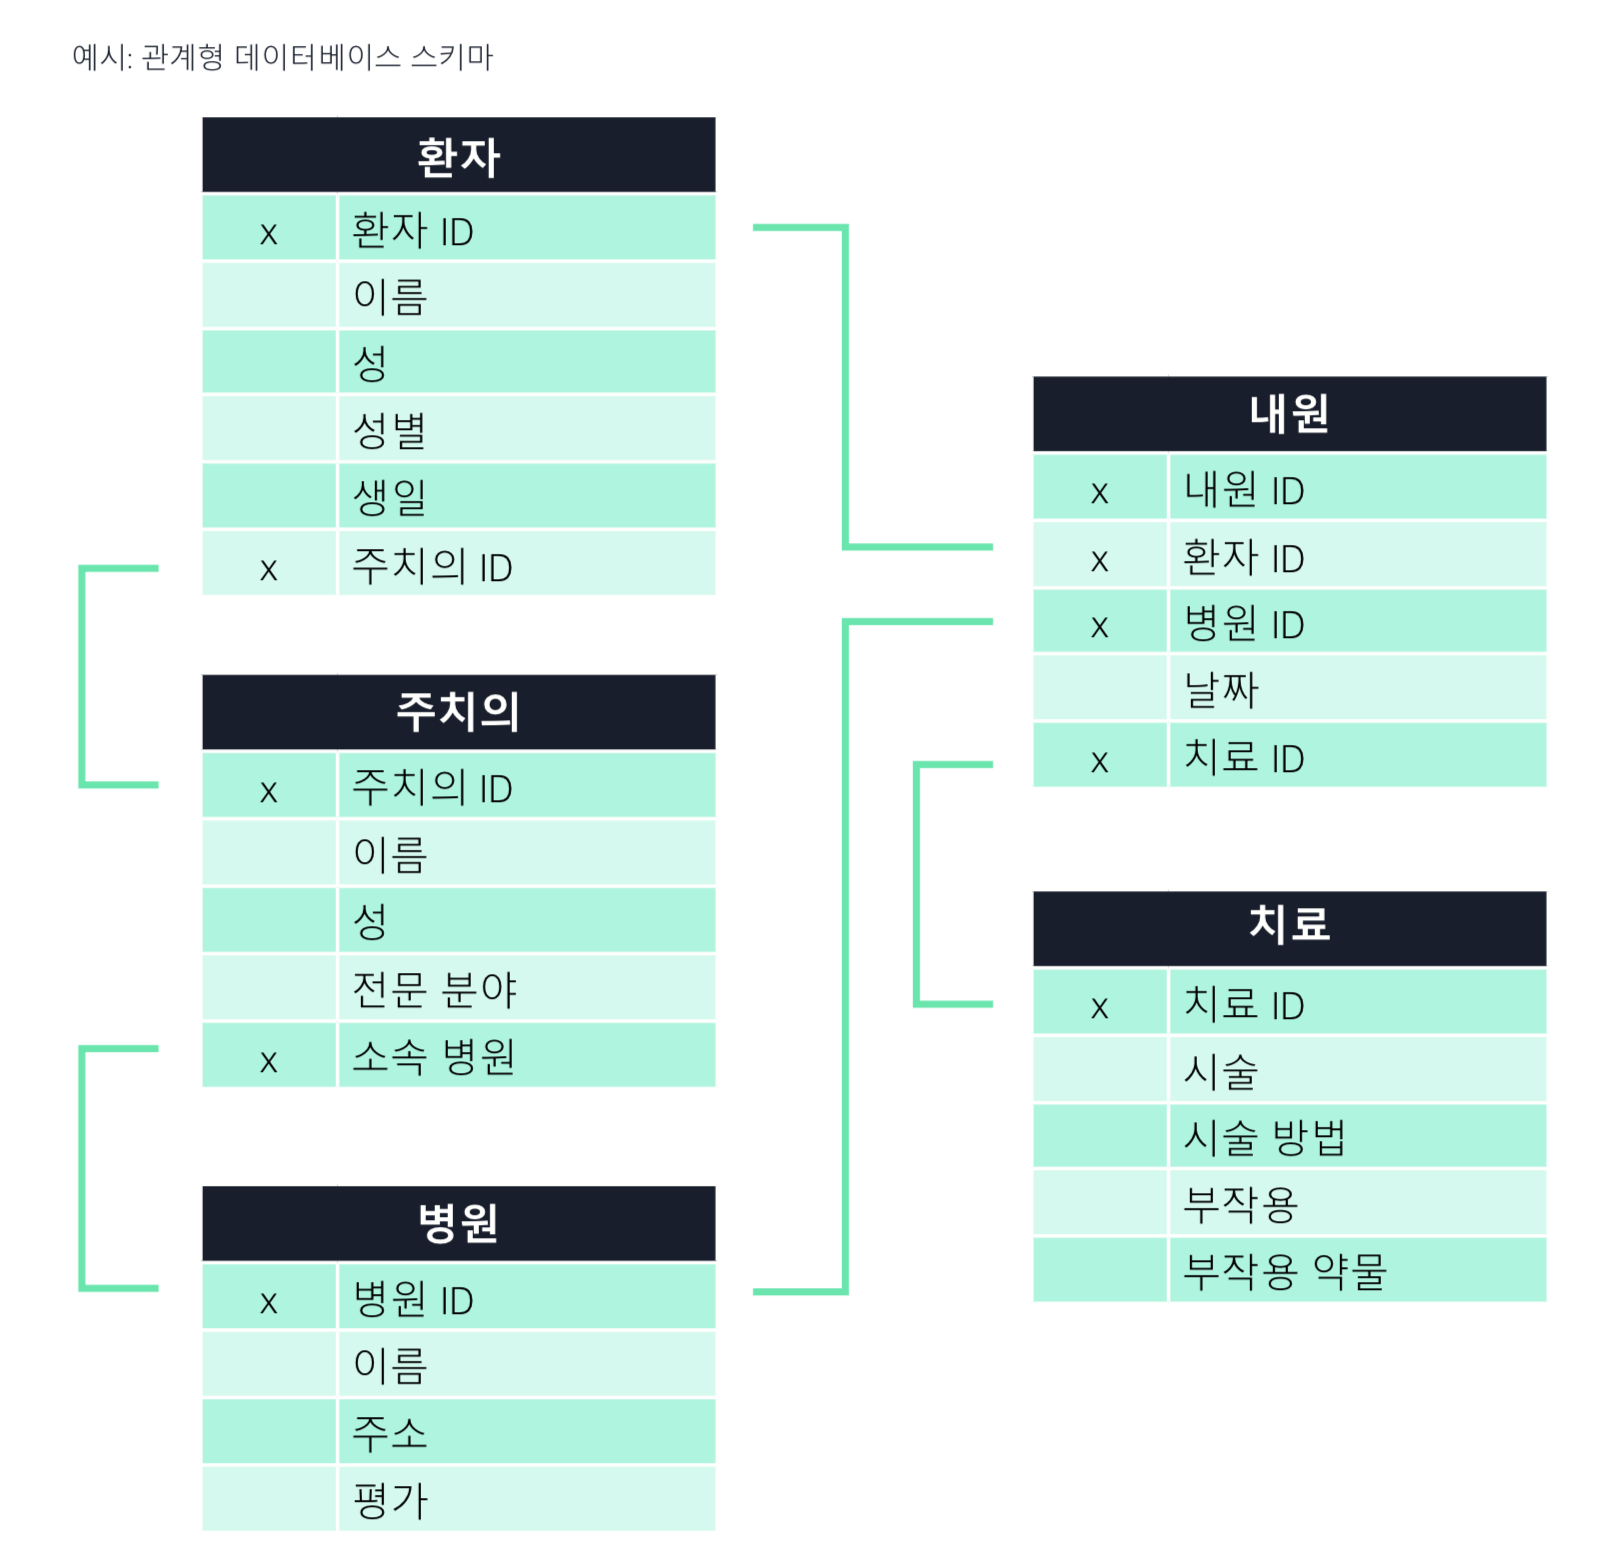 예시: 관계형 데이터베이스 스키마
환자
x 환자 ID
이름
성
성별
생일
x 주치의 ID
주치의
x 주치의 ID
이름
성
전문 분야
x 소속 병원
병원
x 병원 ID
이름
주소
평가
내원
x 내원 ID
x 환자 ID
x 병원 ID
날짜
x 치료 ID
치료
x 치료 ID
시술
시술 방법
부작용
부작용 약물